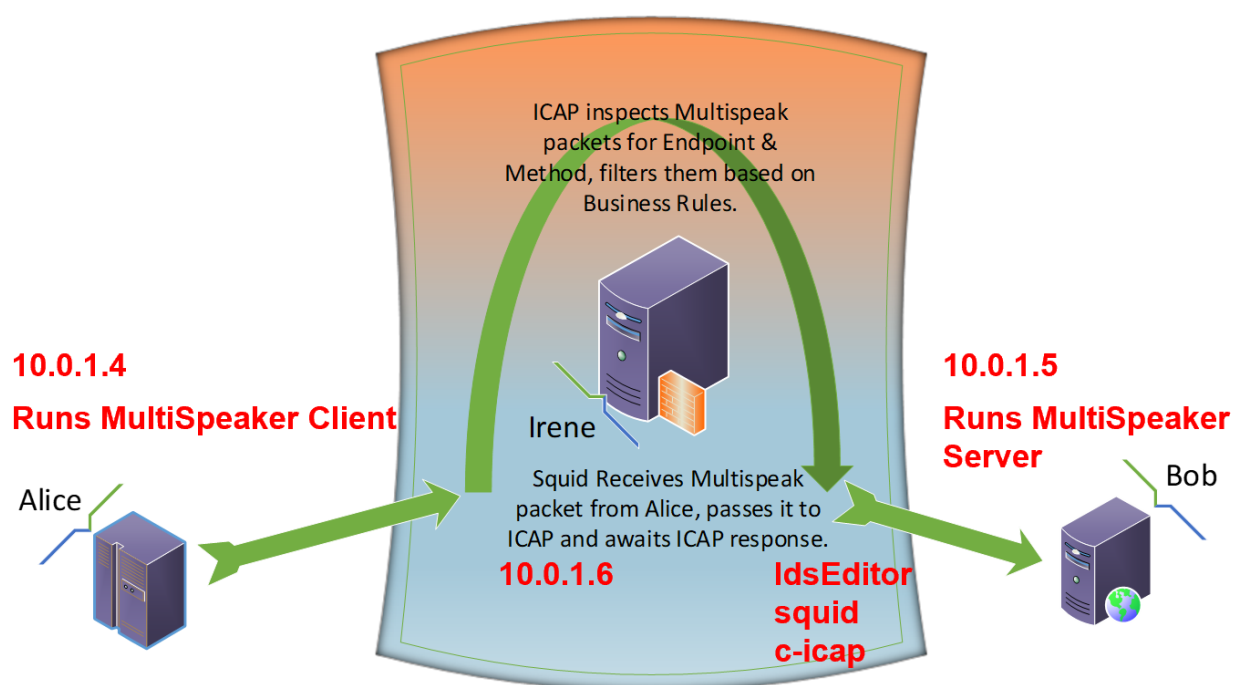 ICAP inspects Multispeak
packets for Endpoint &
Method, filters them based on
Business Rules.
10.0.1.4
Runs MultiSpeaker Client
Alice
Irene
Squid Receives Multispeak
packet from Alice, passes it to
ICAP and awaits ICAP response.
10.0.1.6
IdsEditor
squid
c-icap
10.0.1.5
Runs MultiSpeaker
Server
Bob